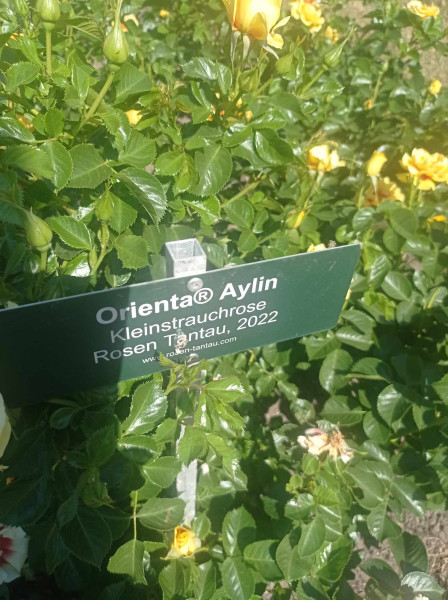 Orienta® Aylin
Kleinstrauchrose
Rosen Tantau, 2022
www.rosen-tantau.com